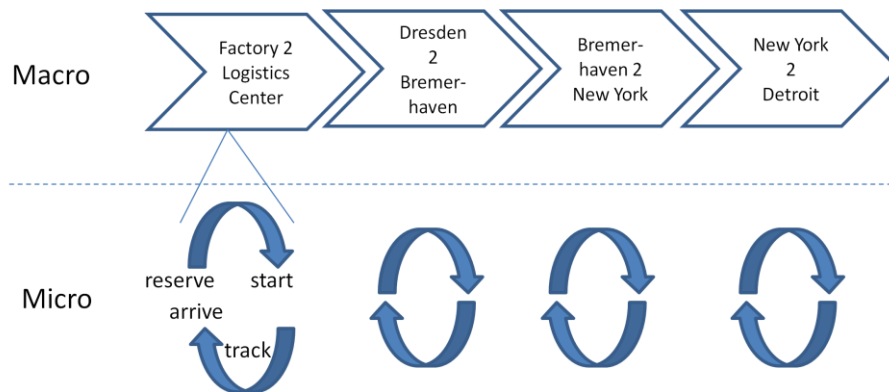 Macro
Factory 2
Logistics
Center
Dresden
2
Bremer-
haven
Bremer-
haven 2
New York
New York
2
Detroit
Micro
reserve
start
arrive
track